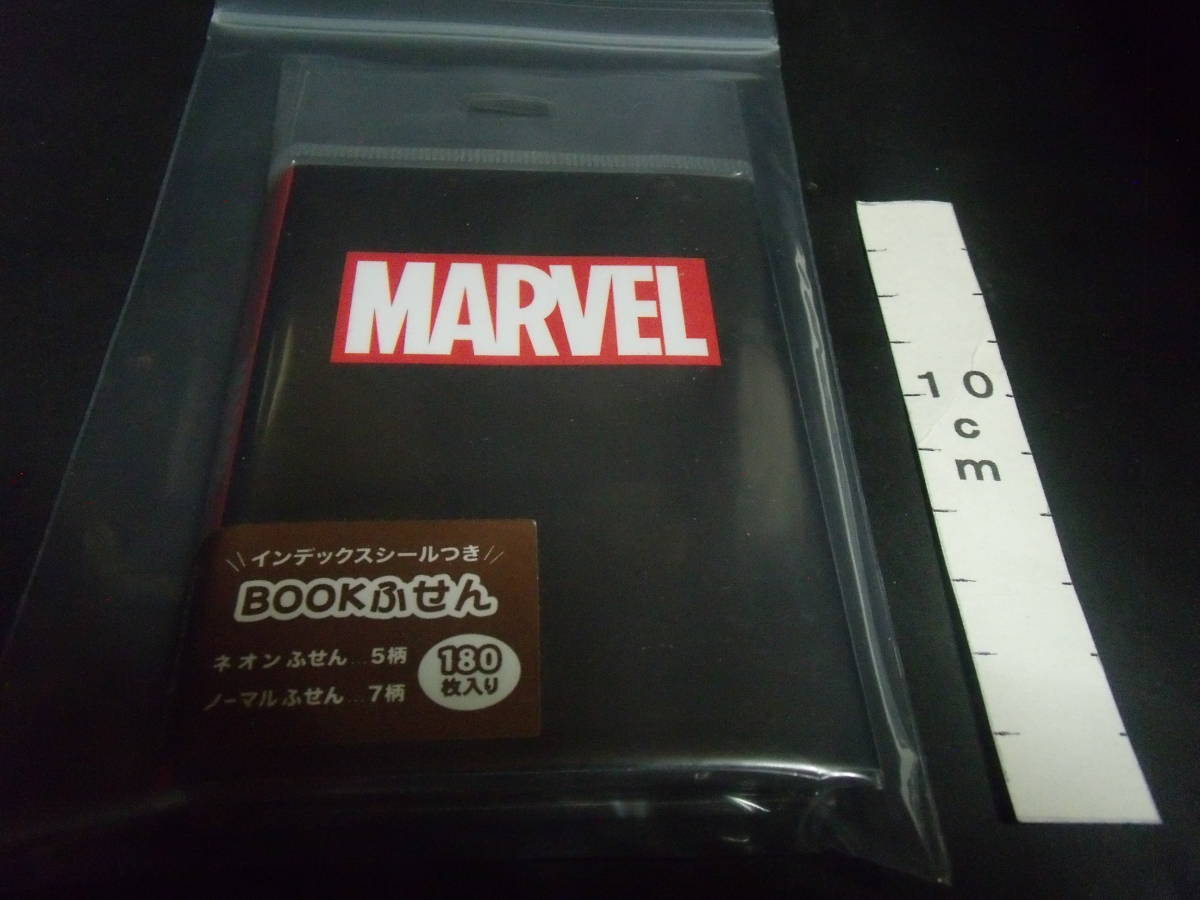 MARVEL
インデックスシールつき
BOOKふせん
ネオンふせん…5柄
ノーマルふせん…7柄
180
枚入り
10
c
m